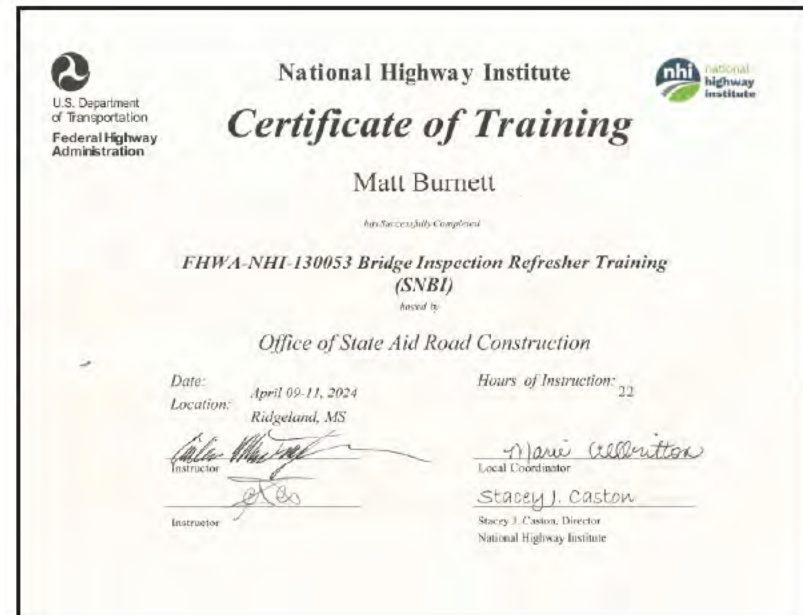 U.S. Department
of Transportation
Federal Highway
Administration
National Highway Institute
nhi national
highway
institute
Certificate of Training
Matt Burnett
has Successfully Completed
FHWA-NHI-130053 Bridge Inspection Refresher Training
(SNBI)
hosted by
Office of State Aid Road Construction
Date: April 09-11, 2024
Hours of Instruction: 22
Location: Ridgeland, MS
Instructor
Marie
Local Coordinator
Instructor
Stacey J. Caston
Stacey J. Caston, Director
National Highway Institute